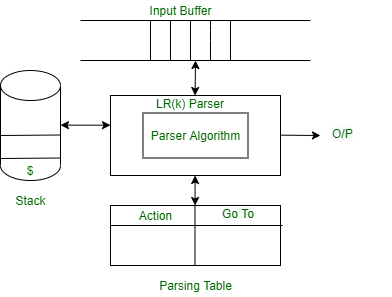 Input Buffer
LR(k) Parser
Parser Algorithm
O/P
$
Stack
Action
Go To
Parsing Table